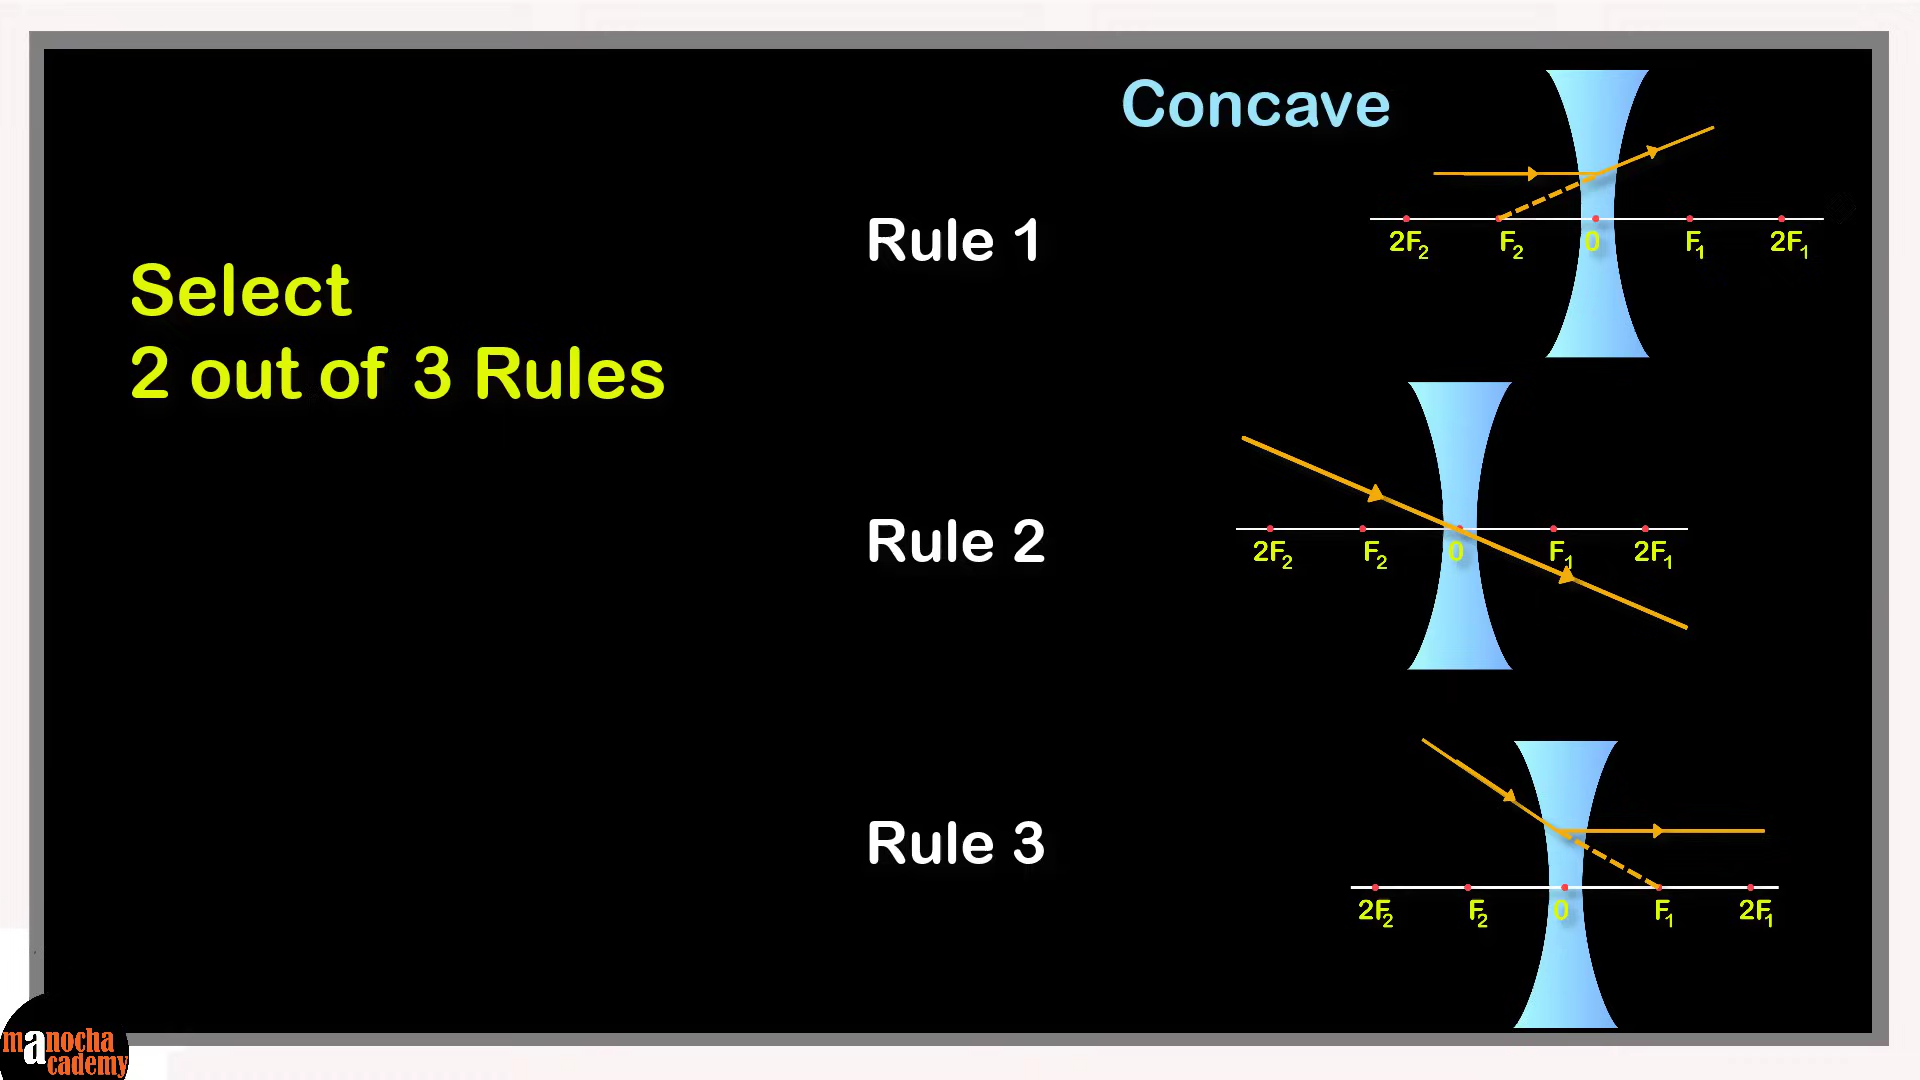 Concave
Select
2 out of 3 Rules
Rule 1
2F₂ F₂ 0 F₁ 2F₁
Rule 2
2F₂ F₂ 0 F₁ 2F₁
Rule 3
2F₂ F₂ 0 F₁ 2F₁
manocha
academy